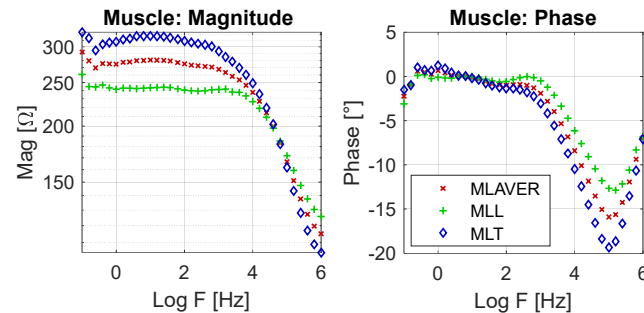 Muscle: Magnitude
Mag [Ω]
300
250
200
150
0
2
4
6
Log F [Hz]
Muscle: Phase
Phase [°]
5
0
-5
-10
-15
-20
MLAVER
MLL
MLT
0
2
4
6
Log F [Hz]